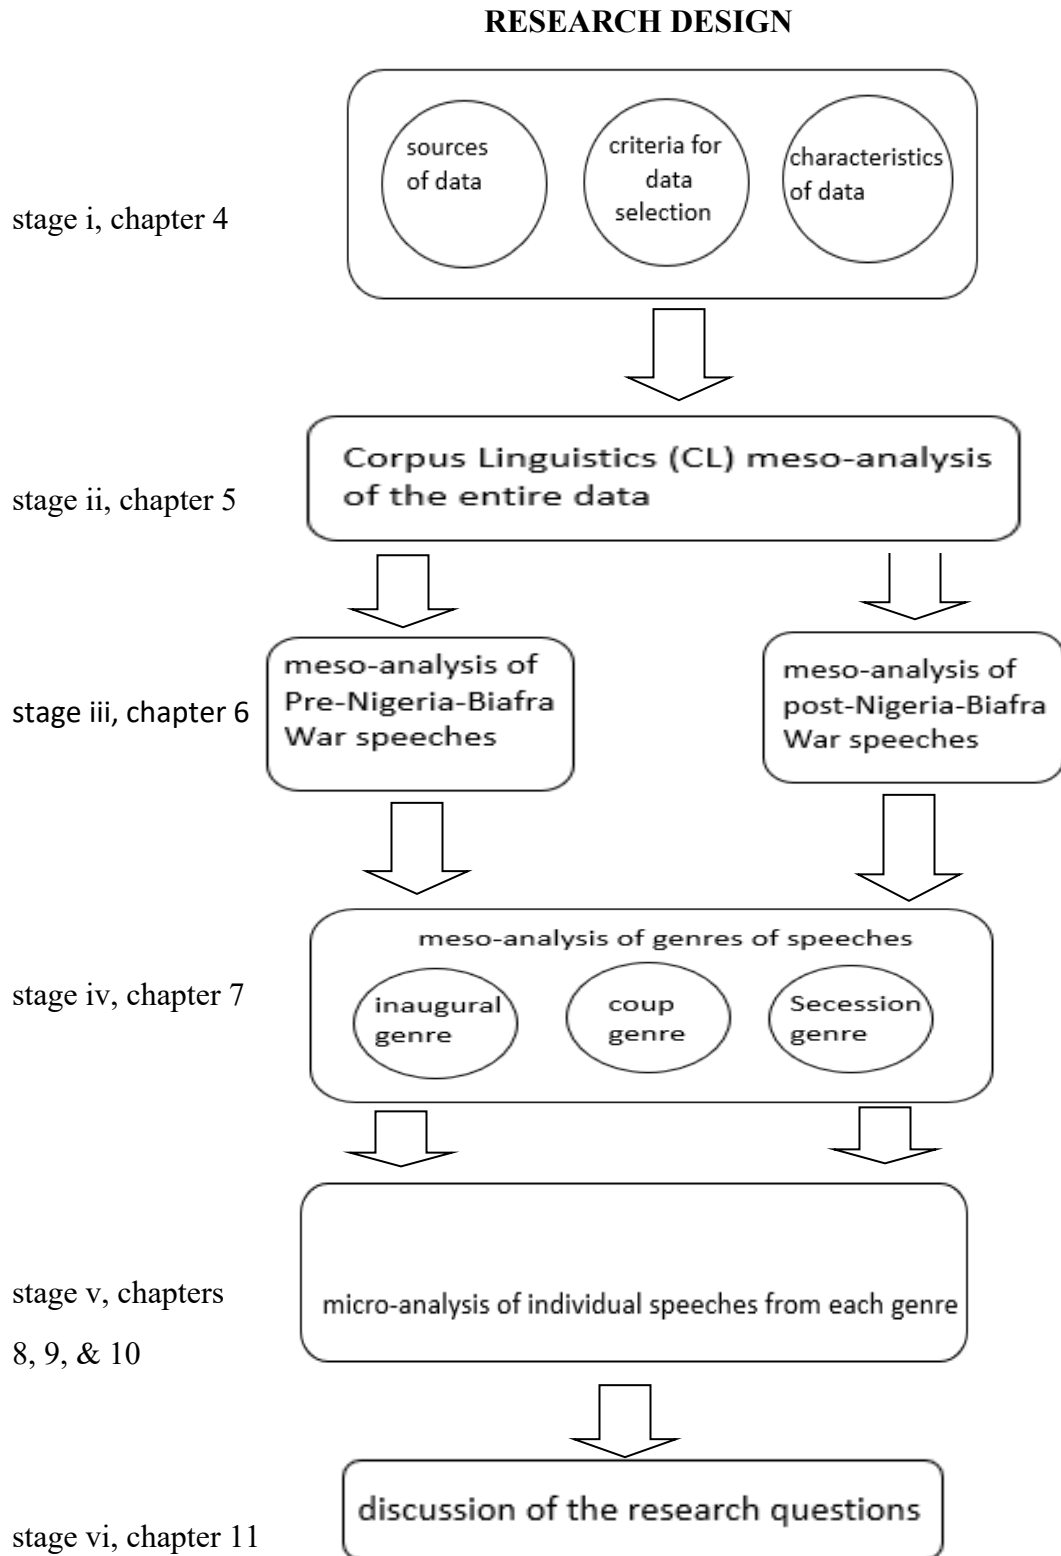 RESEARCH DESIGN
sources
of data
criteria for
data
selection
characteristics
of data
stage i, chapter 4
Corpus Linguistics (CL) meso-analysis
of the entire data
stage ii, chapter 5
meso-analysis of
Pre-Nigeria-Biafra
War speeches
meso-analysis of
post-Nigeria-Biafra
War speeches
stage iii, chapter 6
meso-analysis of genres of speeches
inaugural
genre
coup
genre
Secession
genre
stage iv, chapter 7
stage v, chapters
8, 9, & 10
micro-analysis of individual speeches from each genre
discussion of the research questions
stage vi, chapter 11